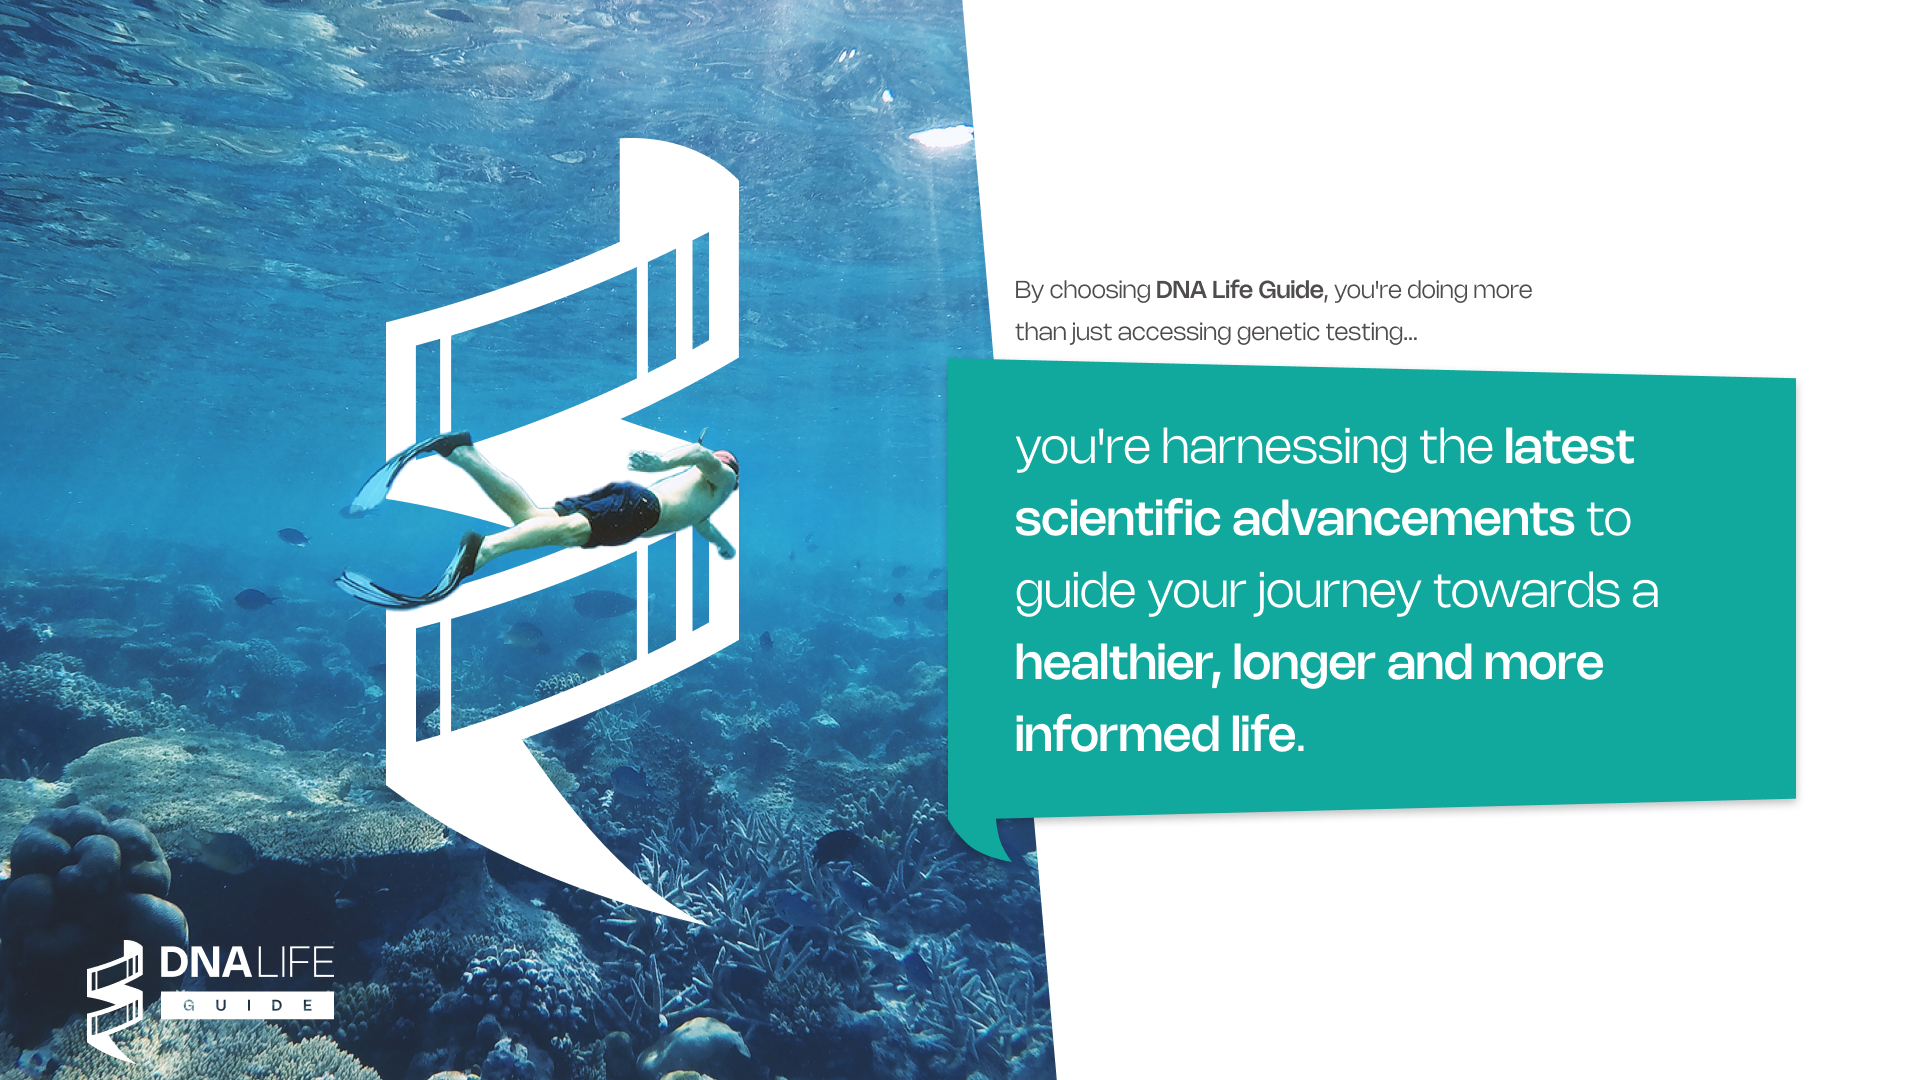 By choosing DNA Life Guide, you're doing more
than just accessing genetic testing...
you're harnessing the latest
scientific advancements to
guide your journey towards a
healthier, longer and more
informed life.
DNA LIFE
GUIDE